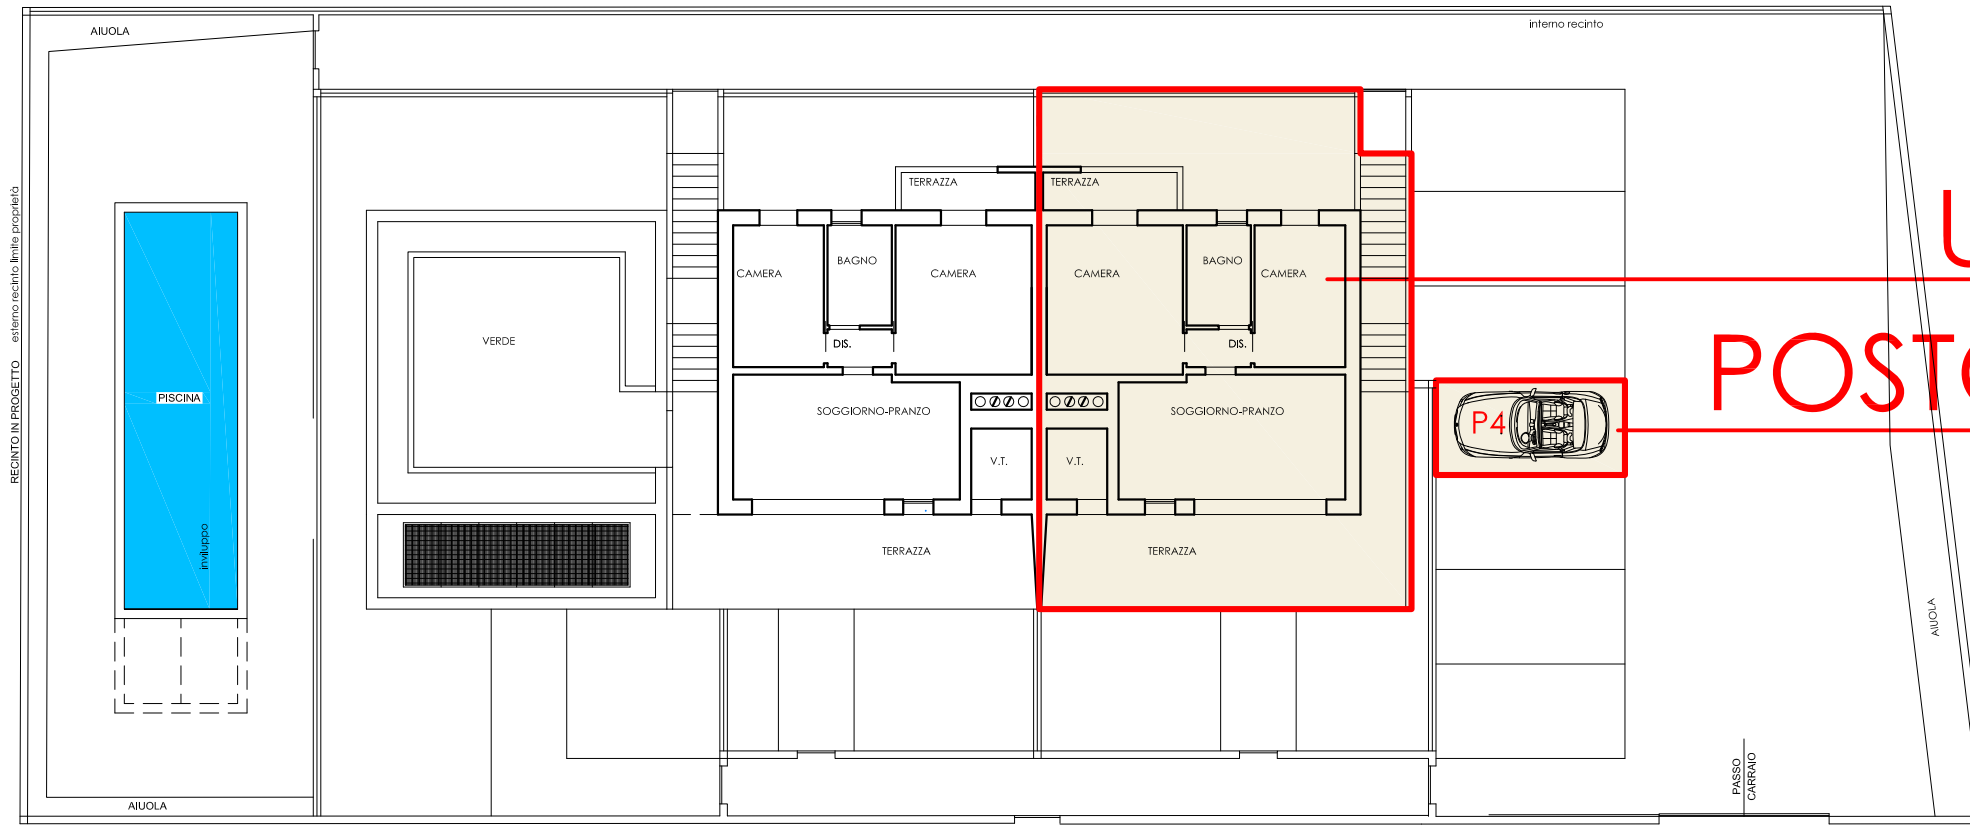 AIUOLA
interno recinto
RECINTO IN PROGETTO esterno recinto limite proprietà
TERRAZZA
TERRAZZA
CAMERA
BAGNO
CAMERA
CAMERA
BAGNO
CAMERA
U
VERDE
DIS.
DIS.
POSTO
PISCINA
SOGGIORNO-PRANZO
SOGGIORNO-PRANZO
P4
V.T.
V.T.
inviluppo
TERRAZZA
TERRAZZA
AIUOLA
PASSO
CARRAIO
AIUOLA